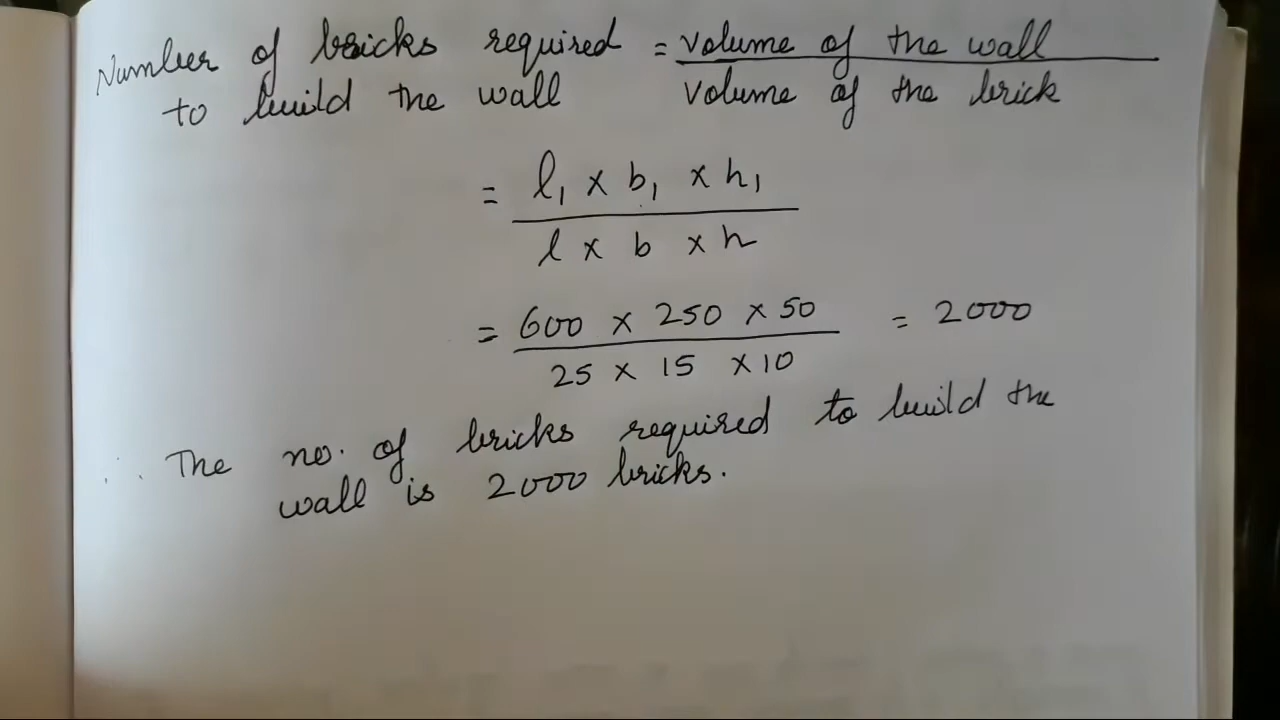 Number of bricks required = volume of the wall
to build the wall volume of the brick
= l₁ × b₁ × h₁
l × b × h
= 600 × 250 × 50 = 2000
25 × 15 × 10
∴ The no. of bricks required to build the
wall is 2000 bricks.